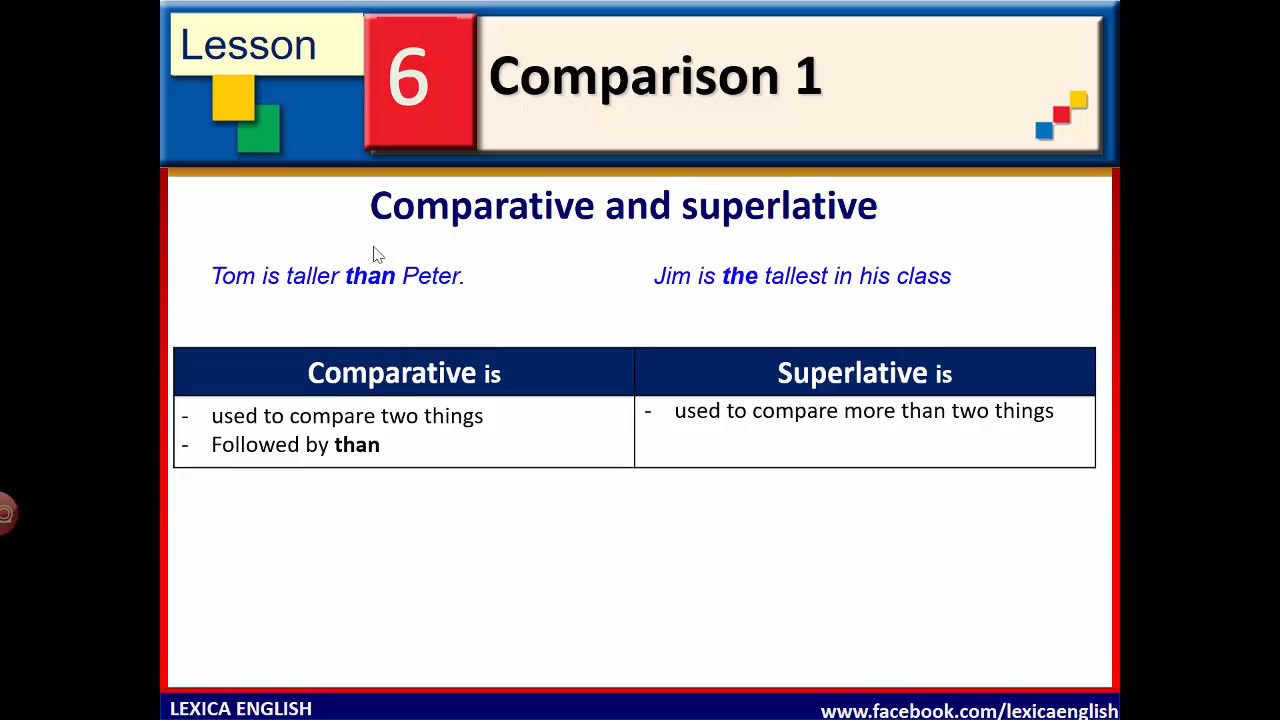 Lesson
6
Comparison 1
Comparative and superlative
Tom is taller than Peter.
Jim is the tallest in his class
Comparative is
Superlative is
- used to compare two things
- Followed by than
- used to compare more than two things
LEXICA ENGLISH
www.facebook.com/lexicaenglish